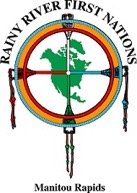 RAINY RIVER FIRST NATIONS
Manitou Rapids